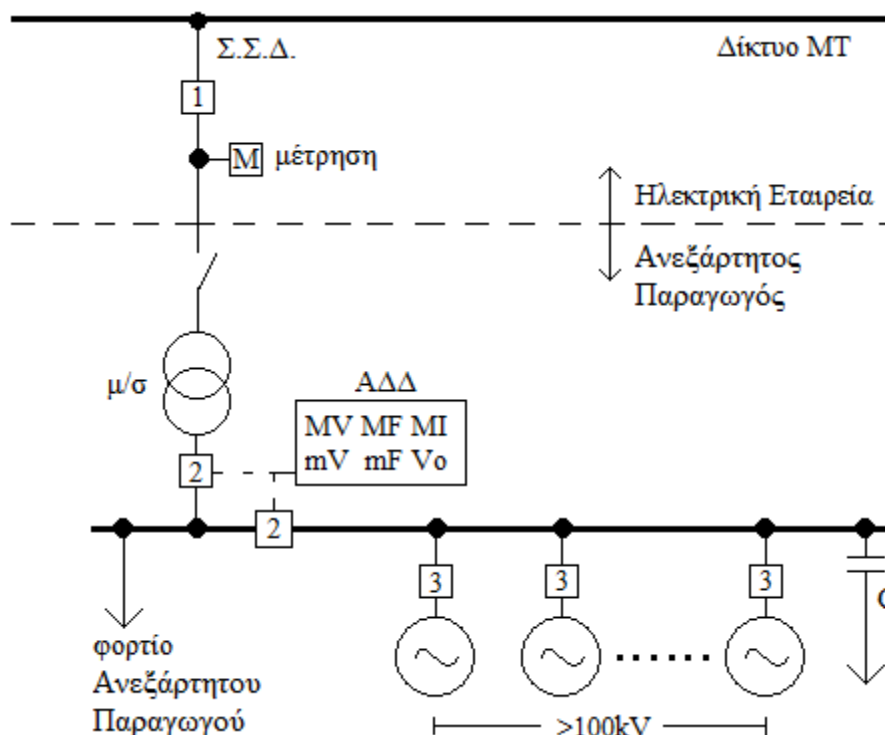 Σ.Σ.Δ.
Δίκτυο ΜΤ
1
M
μέτρηση
Ηλεκτρική Εταιρεία
Ανεξάρτητος
Παραγωγός
μ/σ
ΑΔΔ
MV MF MI
mV mF Vo
2
2
3
3
3
φορτίο
Ανεξάρτητου
Παραγωγού
>100kV